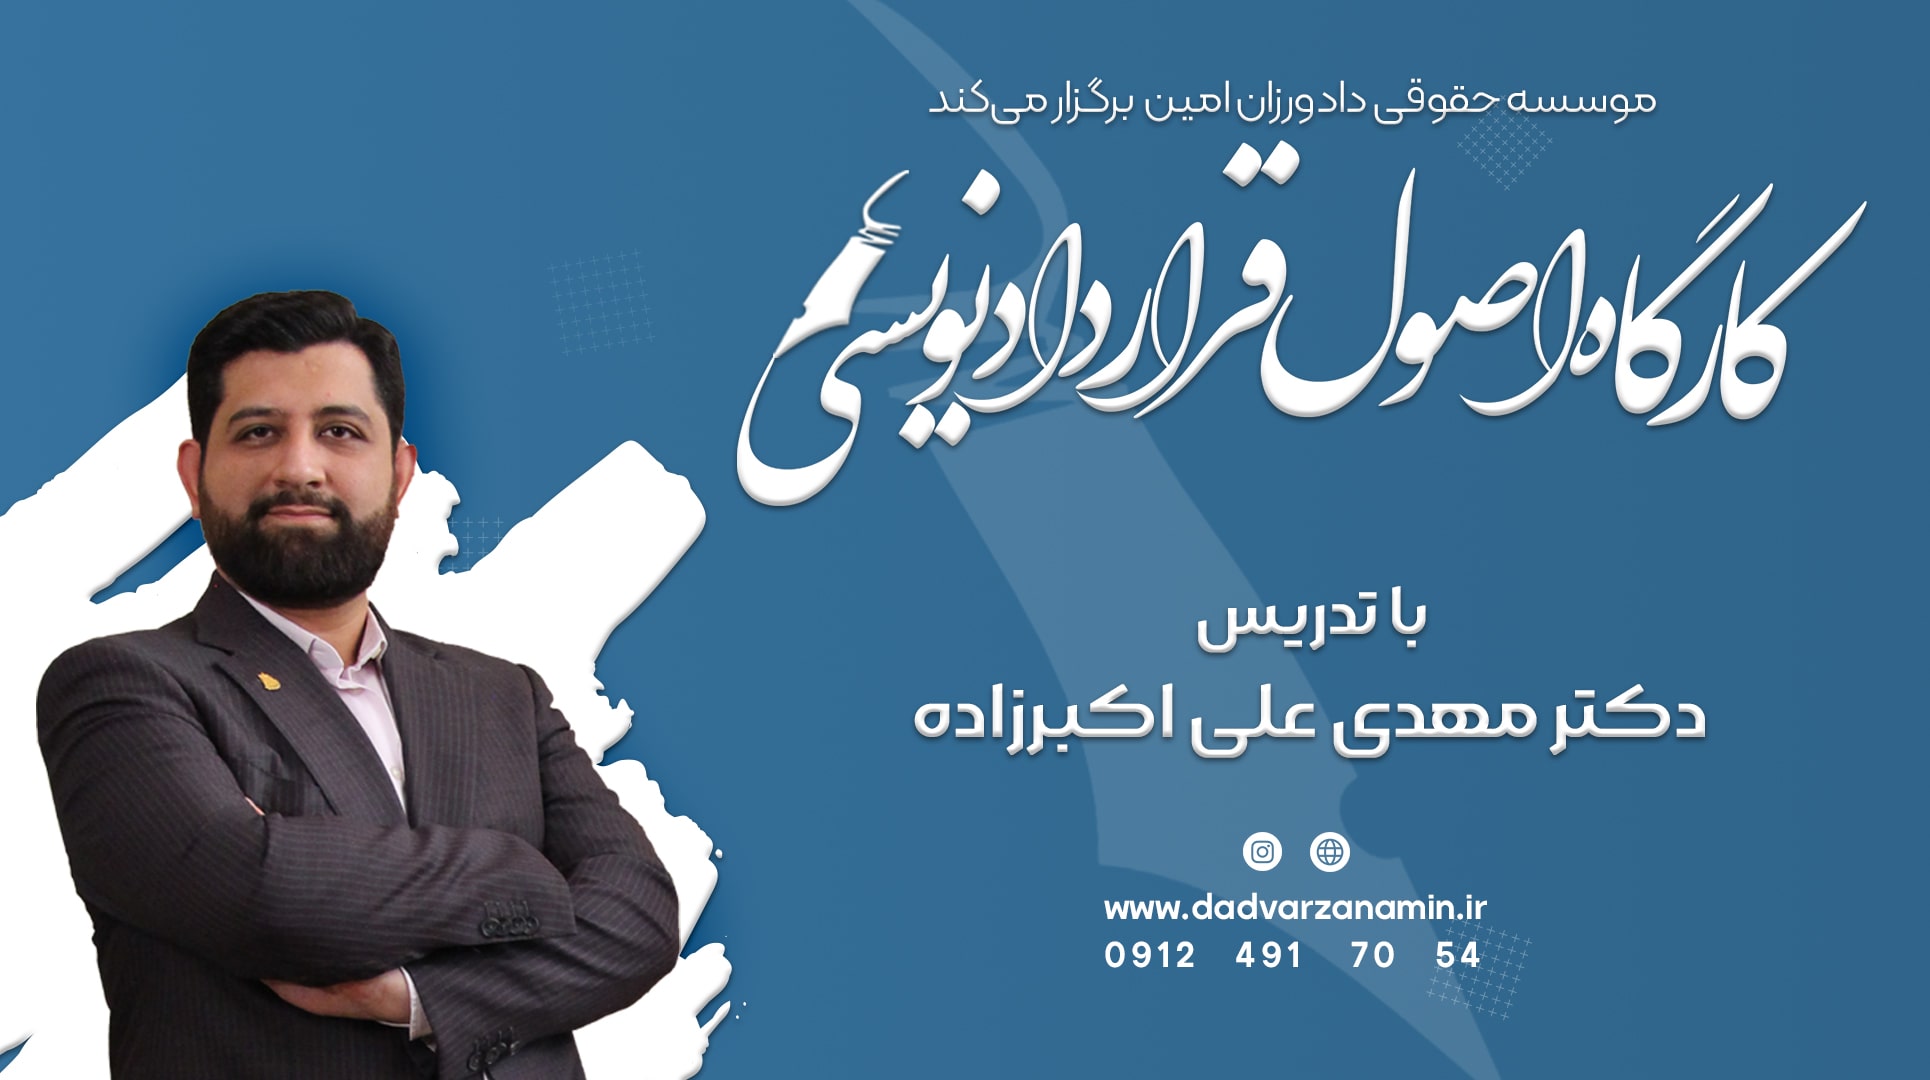 موسسه حقوقی دادورزان امین برگزار می‌کند
کارگاه اصول قراردادنویسی
با تدریس
دکتر مهدی علی اکبرزاده
www.dadvarzanamin.ir
0912 491 70 54